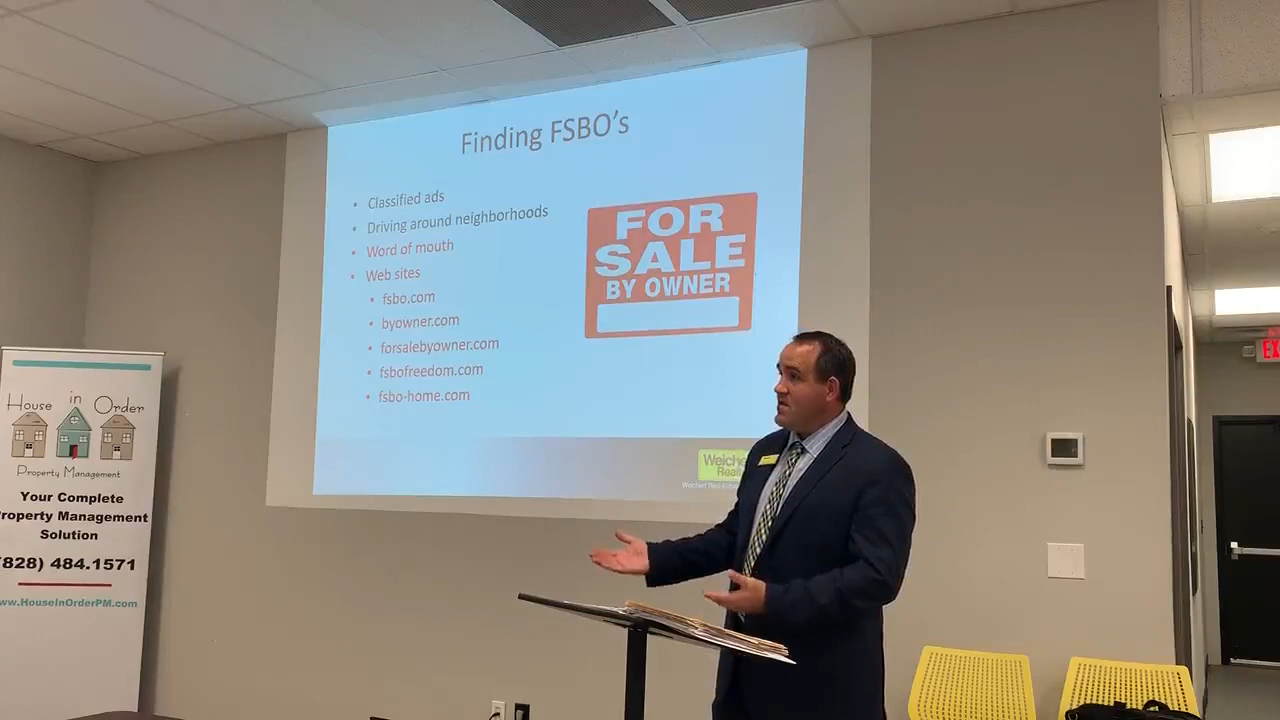 Finding FSBO's
• Classified ads
• Driving around neighborhoods
• Word of mouth
• Web sites
• fsbo.com
• byowner.com
• forsalebyowner.com
• fsbofreedom.com
• fsbo-home.com
FOR
SALE
BY OWNER
Weichert
House in Order
Property Management
Your Complete
Property Management
Solution
(828) 484.1571
www.HouseInOrderPM.com